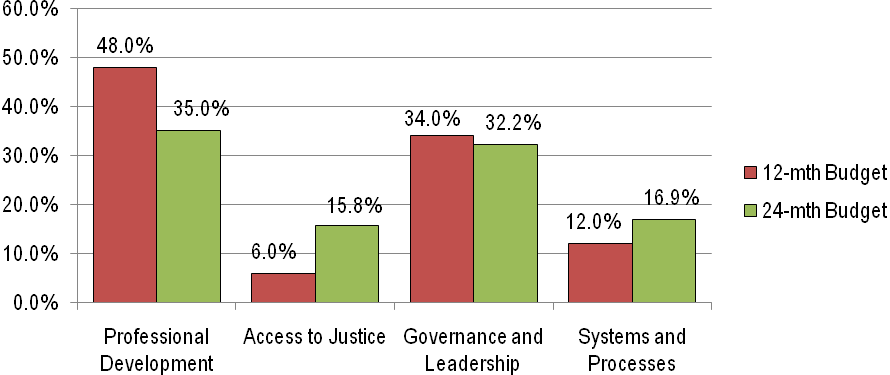 60.0%
50.0%
40.0%
30.0%
20.0%
10.0%
0.0%
48.0%
35.0%
6.0%
15.8%
34.0%
32.2%
12.0%
16.9%
Professional
Development
Access to Justice
Governance and
Leadership
Systems and
Processes
12-mth Budget
24-mth Budget